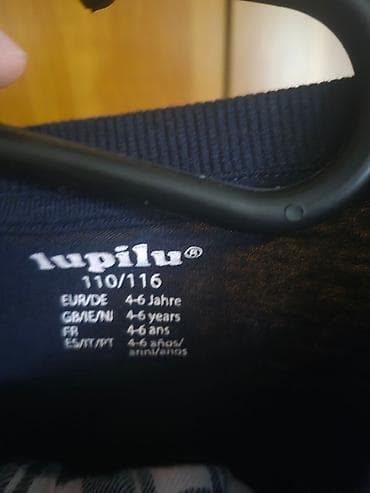 lupilu®
110/116
EUR/DE 4-6 Jahre
GB/IE/NI 4-6 years
FR 4-6 ans
ES/IT/PT 4-6 años/
anni/anos